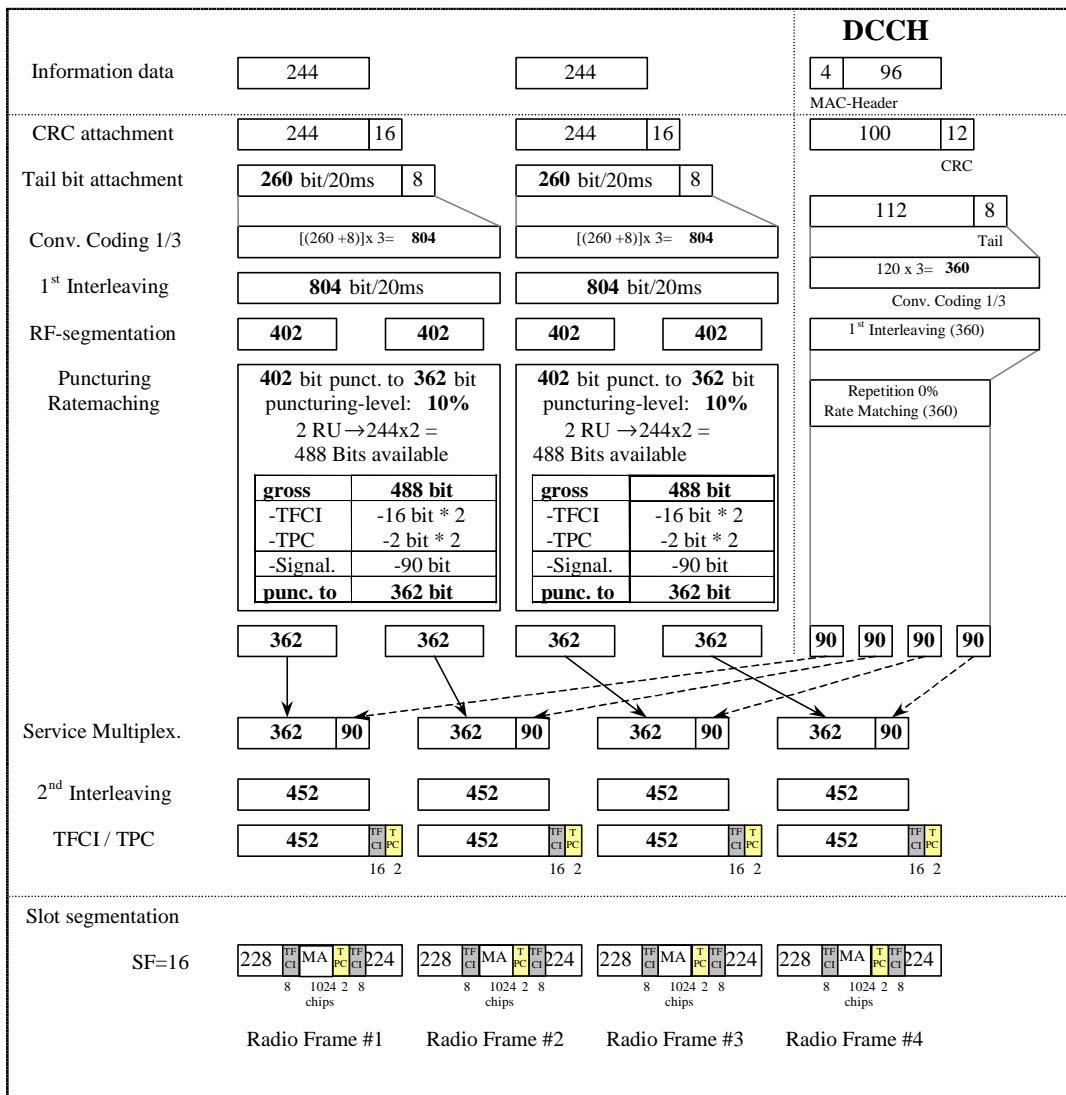 DCCH
Information data
244
244
4
96
MAC-Header
CRC attachment
244
16
244
16
100
12
CRC
Tail bit attachment
260 bit/20ms
8
260 bit/20ms
8
112
8
Tail
Conv. Coding 1/3
[(260 +8)]x 3= 804
[(260 +8)]x 3= 804
120 x 3= 360
Conv. Coding 1/3
1st Interleaving
804 bit/20ms
804 bit/20ms
RF-segmentation
402
402
402
402
1st Interleaving (360)
Puncturing
Ratemaching
402 bit punct. to 362 bit
puncturing-level: 10%
2 RU →244x2 =
488 Bits available
gross 488 bit
-TFCI -16 bit * 2
-TPC -2 bit * 2
-Signal. -90 bit
punc. to 362 bit
402 bit punct. to 362 bit
puncturing-level: 10%
2 RU →244x2 =
488 Bits available
gross 488 bit
-TFCI -16 bit * 2
-TPC -2 bit * 2
-Signal. -90 bit
punc. to 362 bit
Repetition 0%
Rate Matching (360)
362
362
362
362
90
90
90
90
Service Multiplex.
362
90
362
90
362
90
362
90
2nd Interleaving
452
452
452
452
TFCI / TPC
452
TF
CI
T
PC
16 2
452
TF
CI
T
PC
16 2
452
TF
CI
T
PC
16 2
452
TF
CI
T
PC
16 2
Slot segmentation
SF=16
228
TF
CI
MA
T
PC
TF
CI
224
8 1024 2 8
chips
228
TF
CI
MA
T
PC
TF
CI
224
8 1024 2 8
chips
228
TF
CI
MA
T
PC
TF
CI
224
8 1024 2 8
chips
228
TF
CI
MA
T
PC
TF
CI
224
8 1024 2 8
chips
Radio Frame #1
Radio Frame #2
Radio Frame #3
Radio Frame #4